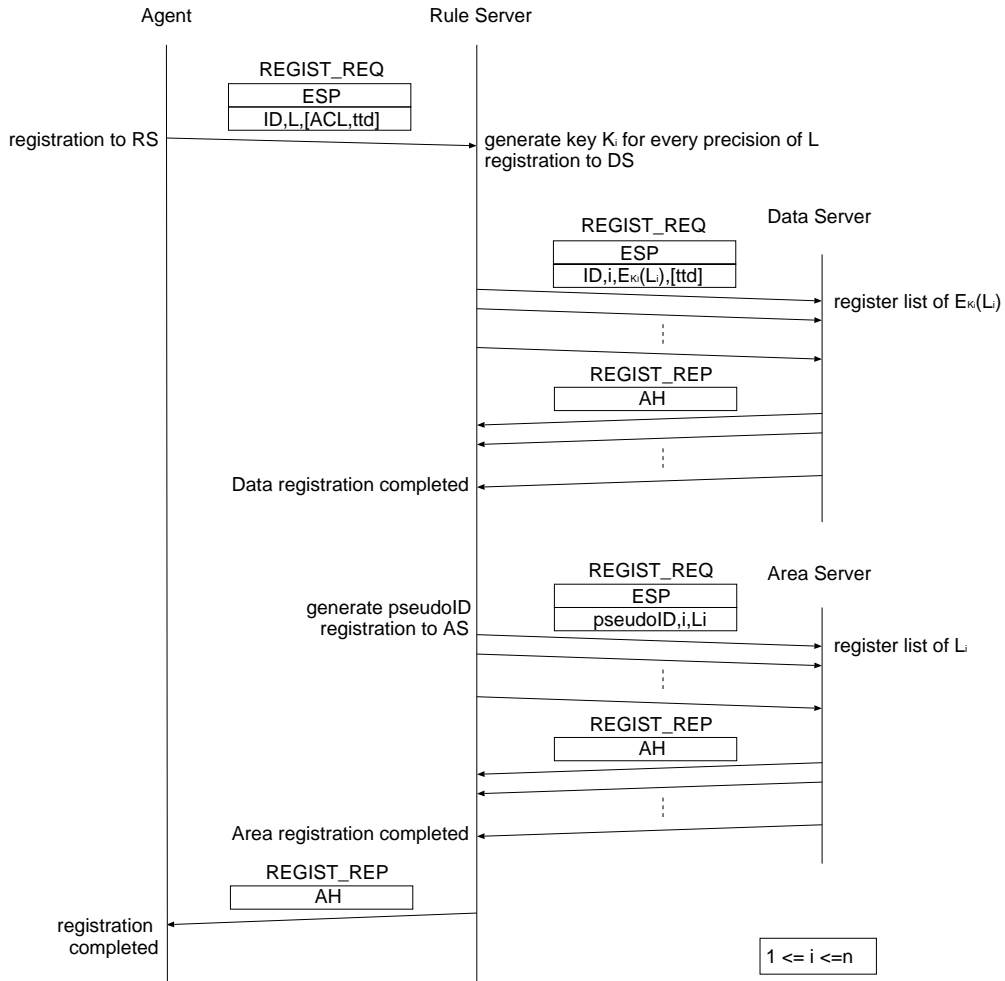 Agent
Rule Server
REGIST_REQ
ESP
ID,L,[ACL,ttd]
registration to RS
generate key Kᵢ for every precision of L
registration to DS
Data Server
REGIST_REQ
ESP
ID,i,E_Kᵢ(Lᵢ),[ttd]
register list of E_Kᵢ(Lᵢ)
REGIST_REP
AH
Data registration completed
Area Server
REGIST_REQ
ESP
pseudoID,i,Li
generate pseudoID
registration to AS
register list of Lᵢ
REGIST_REP
AH
Area registration completed
REGIST_REP
AH
registration
completed
1 <= i <=n